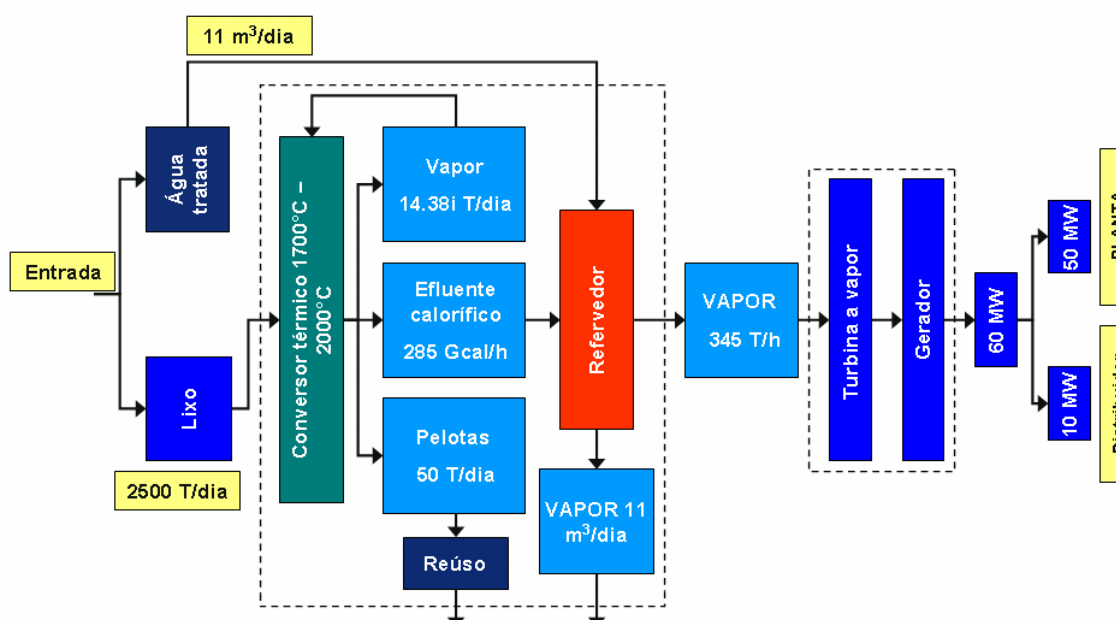 11 m³/dia
Água
tratada
Entrada
Lixo
2500 T/dia
Conversor térmico 1700°C –
2000°C
Vapor
14.38i T/dia
Efluente
calorífico
285 Gcal/h
Pelotas
50 T/dia
Reúso
Refervedor
VAPOR 11
m³/dia
VAPOR
345 T/h
Turbina a vapor
Gerador
60 MW
50 MW
10 MW
PLANTA